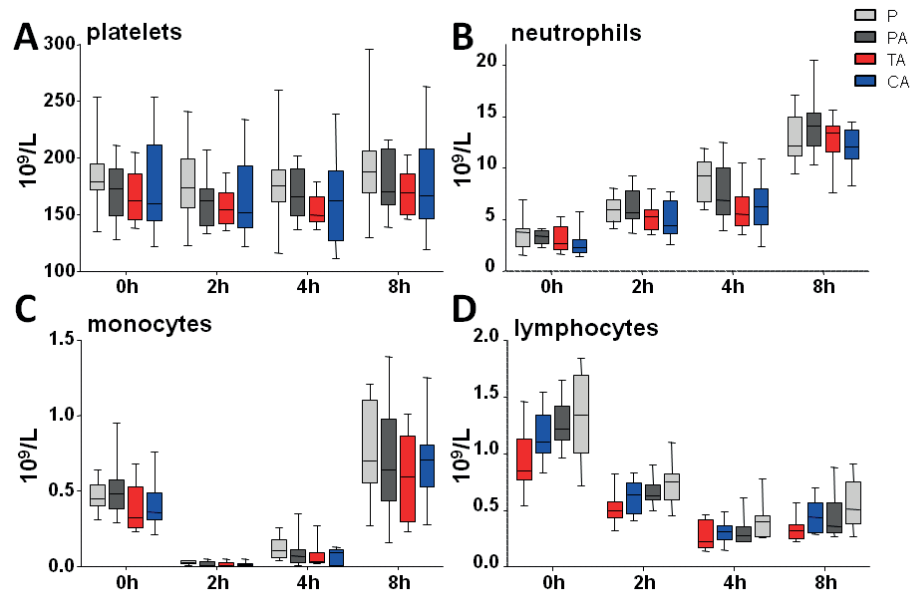 A platelets
300
250
200
150
100
10⁹/L
0h 2h 4h 8h
B neutrophils
20
15
10
5
0
10⁹/L
0h 2h 4h 8h
P
PA
TA
CA
C monocytes
1.5
1.0
0.5
0.0
10⁹/L
0h 2h 4h 8h
D lymphocytes
2.0
1.5
1.0
0.5
0.0
10⁹/L
0h 2h 4h 8h